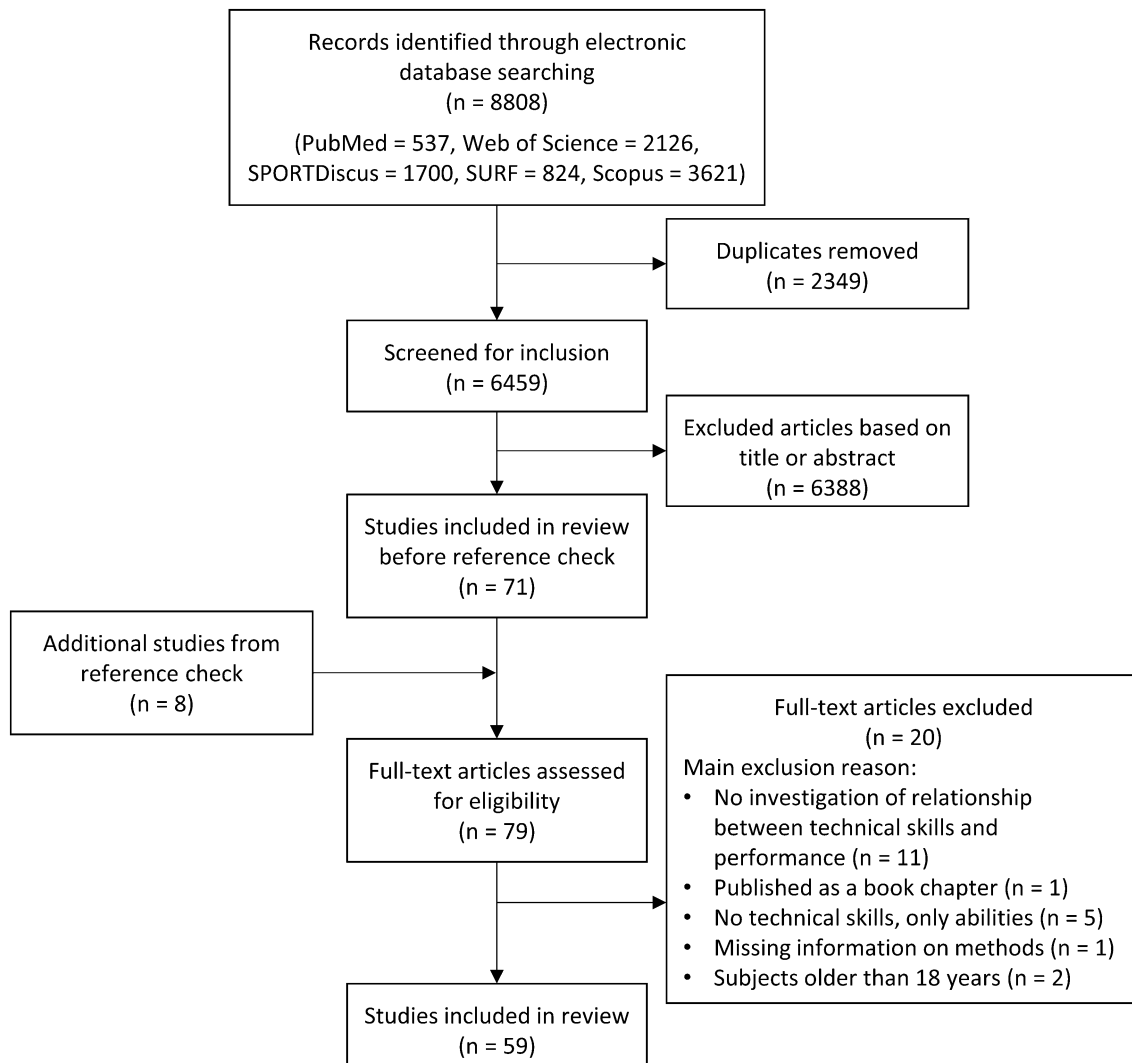 Records identified through electronic
database searching
(n = 8808)
(PubMed = 537, Web of Science = 2126,
SPORTDiscus = 1700, SURF = 824, Scopus = 3621)
Duplicates removed
(n = 2349)
Screened for inclusion
(n = 6459)
Excluded articles based on
title or abstract
(n = 6388)
Studies included in review
before reference check
(n = 71)
Additional studies from
reference check
(n = 8)
Full-text articles assessed
for eligibility
(n = 79)
Full-text articles excluded
(n = 20)
Main exclusion reason:
• No investigation of relationship
between technical skills and
performance (n = 11)
• Published as a book chapter (n = 1)
• No technical skills, only abilities (n = 5)
• Missing information on methods (n = 1)
• Subjects older than 18 years (n = 2)
Studies included in review
(n = 59)